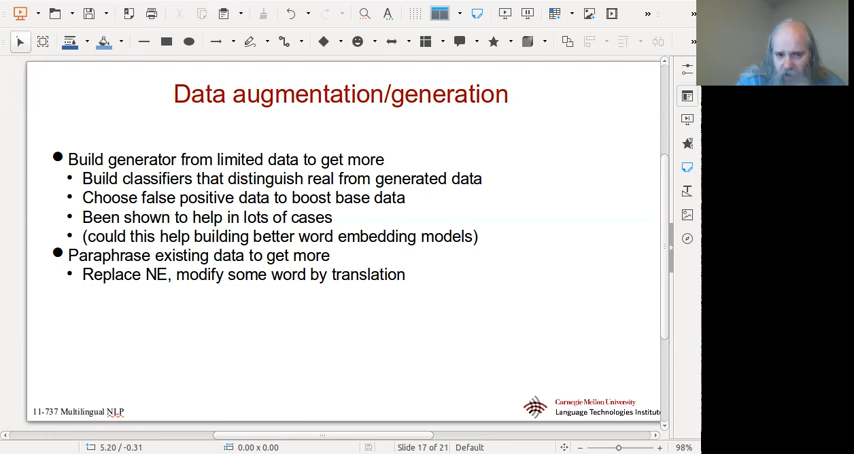 Data augmentation/generation
Build generator from limited data to get more
Build classifiers that distinguish real from generated data
Choose false positive data to boost base data
Been shown to help in lots of cases
(could this help building better word embedding models)
Paraphrase existing data to get more
Replace NE, modify some word by translation
11-737 Multilingual NLP
Carnegie Mellon University
Language Technologies Institute
5.20 / -0.31
0.00 x 0.00
Slide 17 of 21
Default
98%